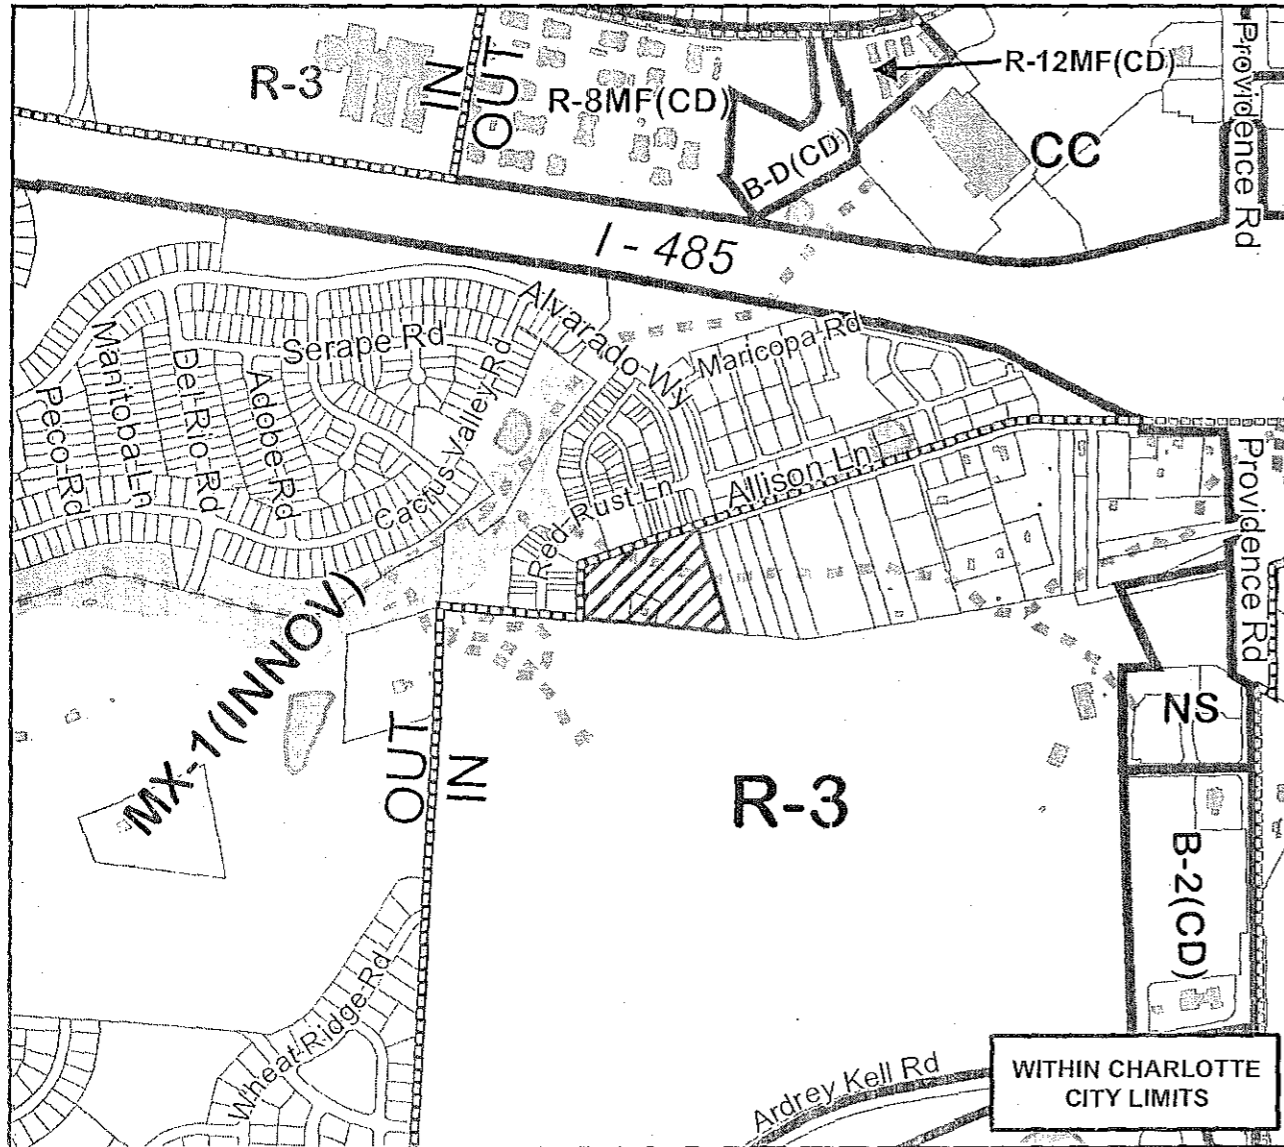 R-3
IN
OUT
R-8MF(CD)
R-12MF(CD)
B-D(CD)
CC
Providence Rd
I - 485
Alvarado Wy
Maricopa Rd
Serape Rd
Manitoba Ln
Del Rio Rd
Adobe Rd
Peco Rd
Cactus Valley Rd
Allison Ln
Red Rust Ln
Providence Rd
MX-1(INNOV)
OUT
IN
NS
R-3
B-2(CD)
Wheat Ridge Rd
Ardrey Kell Rd
WITHIN CHARLOTTE
CITY LIMITS